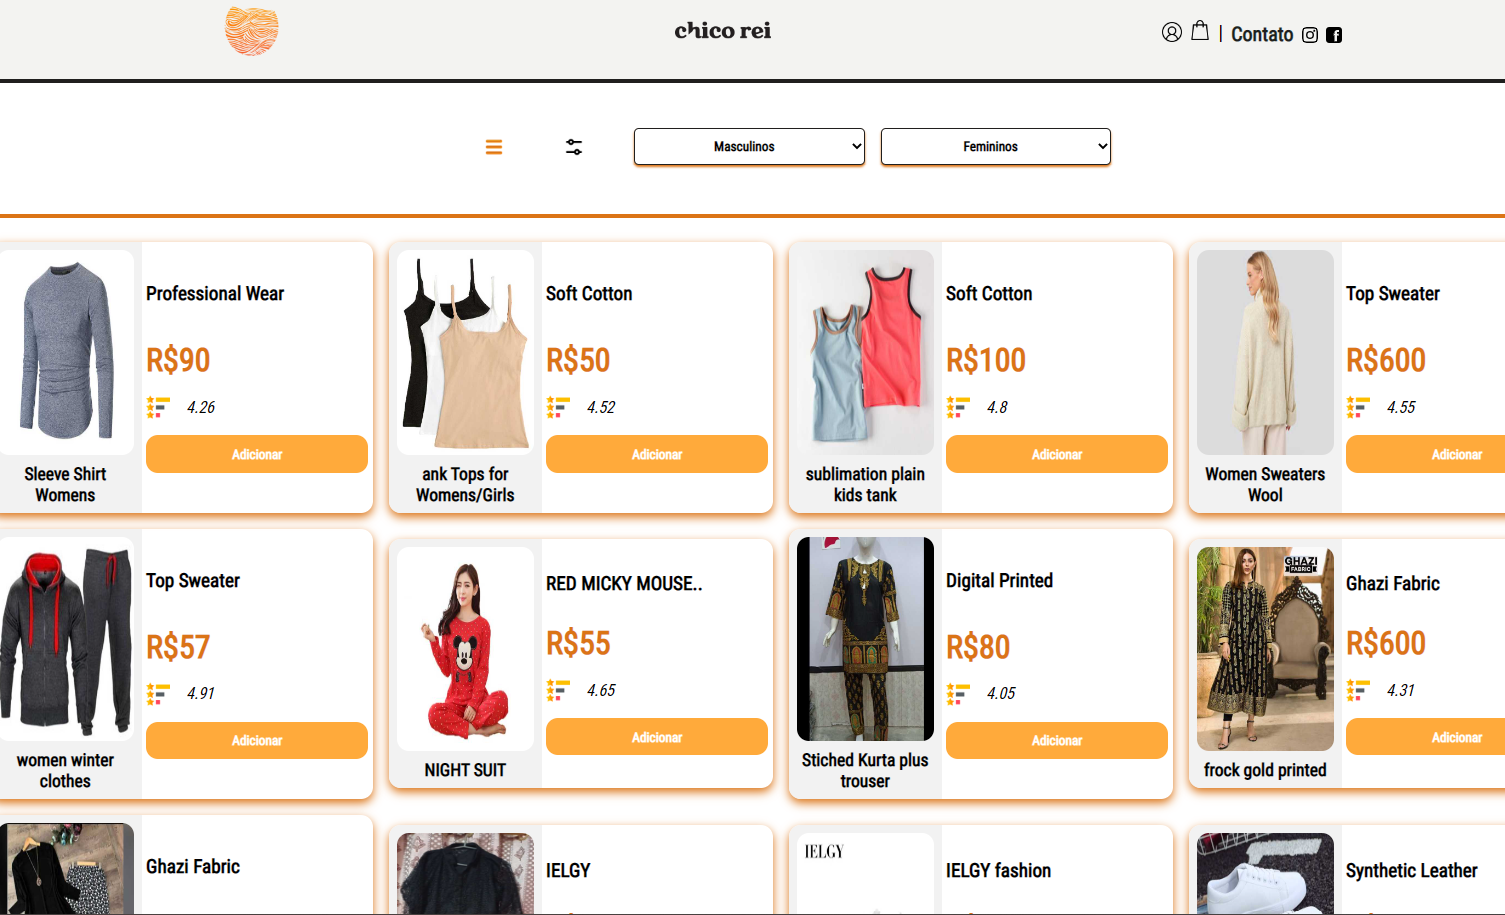 chico rei
| Contato
Masculinos
Femininos
Professional Wear
R$90
4.26
Adicionar
Sleeve Shirt
Womens
Soft Cotton
R$50
4.52
Adicionar
ank Tops for
Womens/Girls
Soft Cotton
R$100
4.8
Adicionar
sublimation plain
kids tank
Top Sweater
R$600
4.55
Adicionar
Women Sweaters
Wool
Top Sweater
R$57
4.91
Adicionar
women winter
clothes
RED MICKY MOUSE..
R$55
4.65
Adicionar
NIGHT SUIT
Digital Printed
R$80
4.05
Adicionar
Stiched Kurta plus
trouser
GHAZI
FABRIC
Ghazi Fabric
R$600
4.31
Adicionar
frock gold printed
Ghazi Fabric
IELGY
IELGY
IELGY fashion
Synthetic Leather